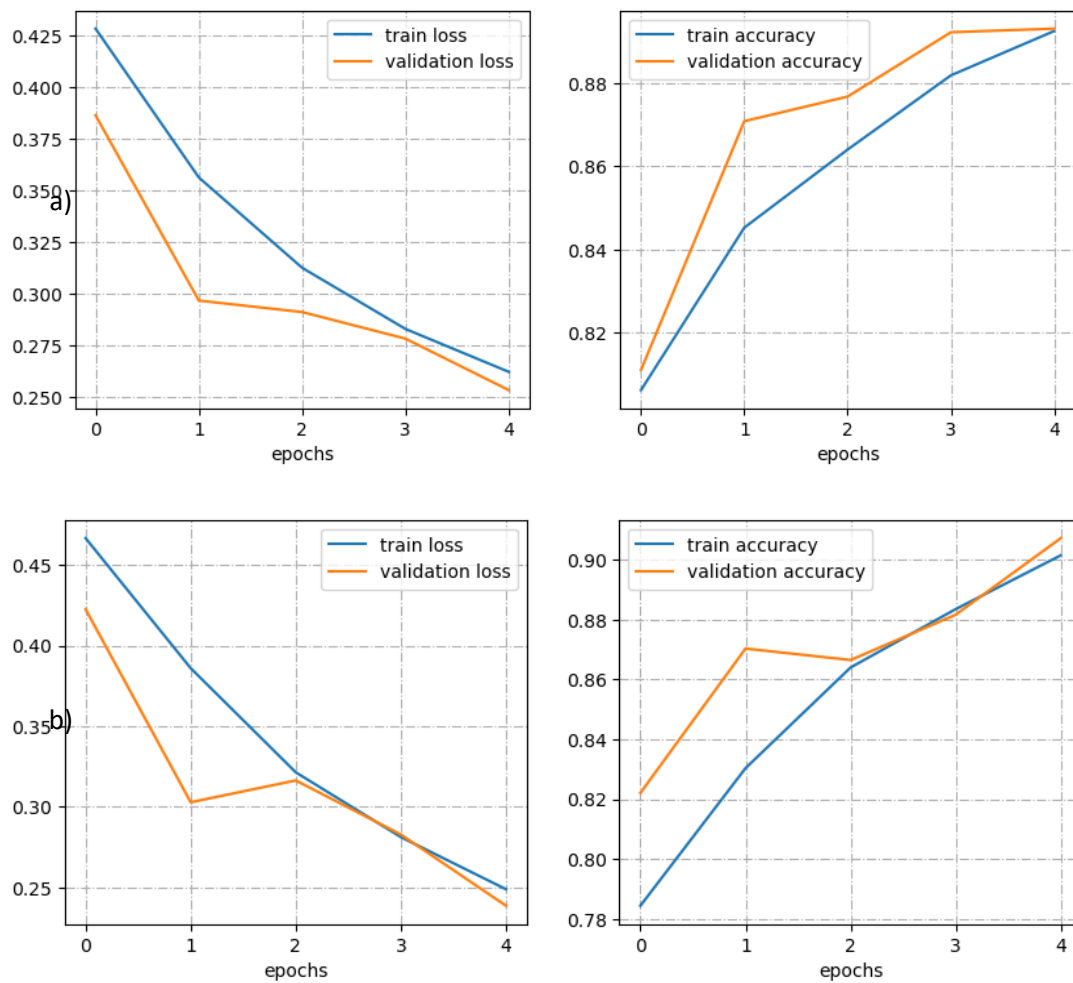 0.425
0.400
0.375
0.350
a)
0.325
0.300
0.275
0.250
train loss
validation loss
0 1 2 3 4
epochs
0.88
0.86
0.84
0.82
train accuracy
validation accuracy
0 1 2 3 4
epochs
0.45
0.40
0.35
b)
0.30
0.25
train loss
validation loss
0 1 2 3 4
epochs
0.90
0.88
0.86
0.84
0.82
0.80
0.78
train accuracy
validation accuracy
0 1 2 3 4
epochs